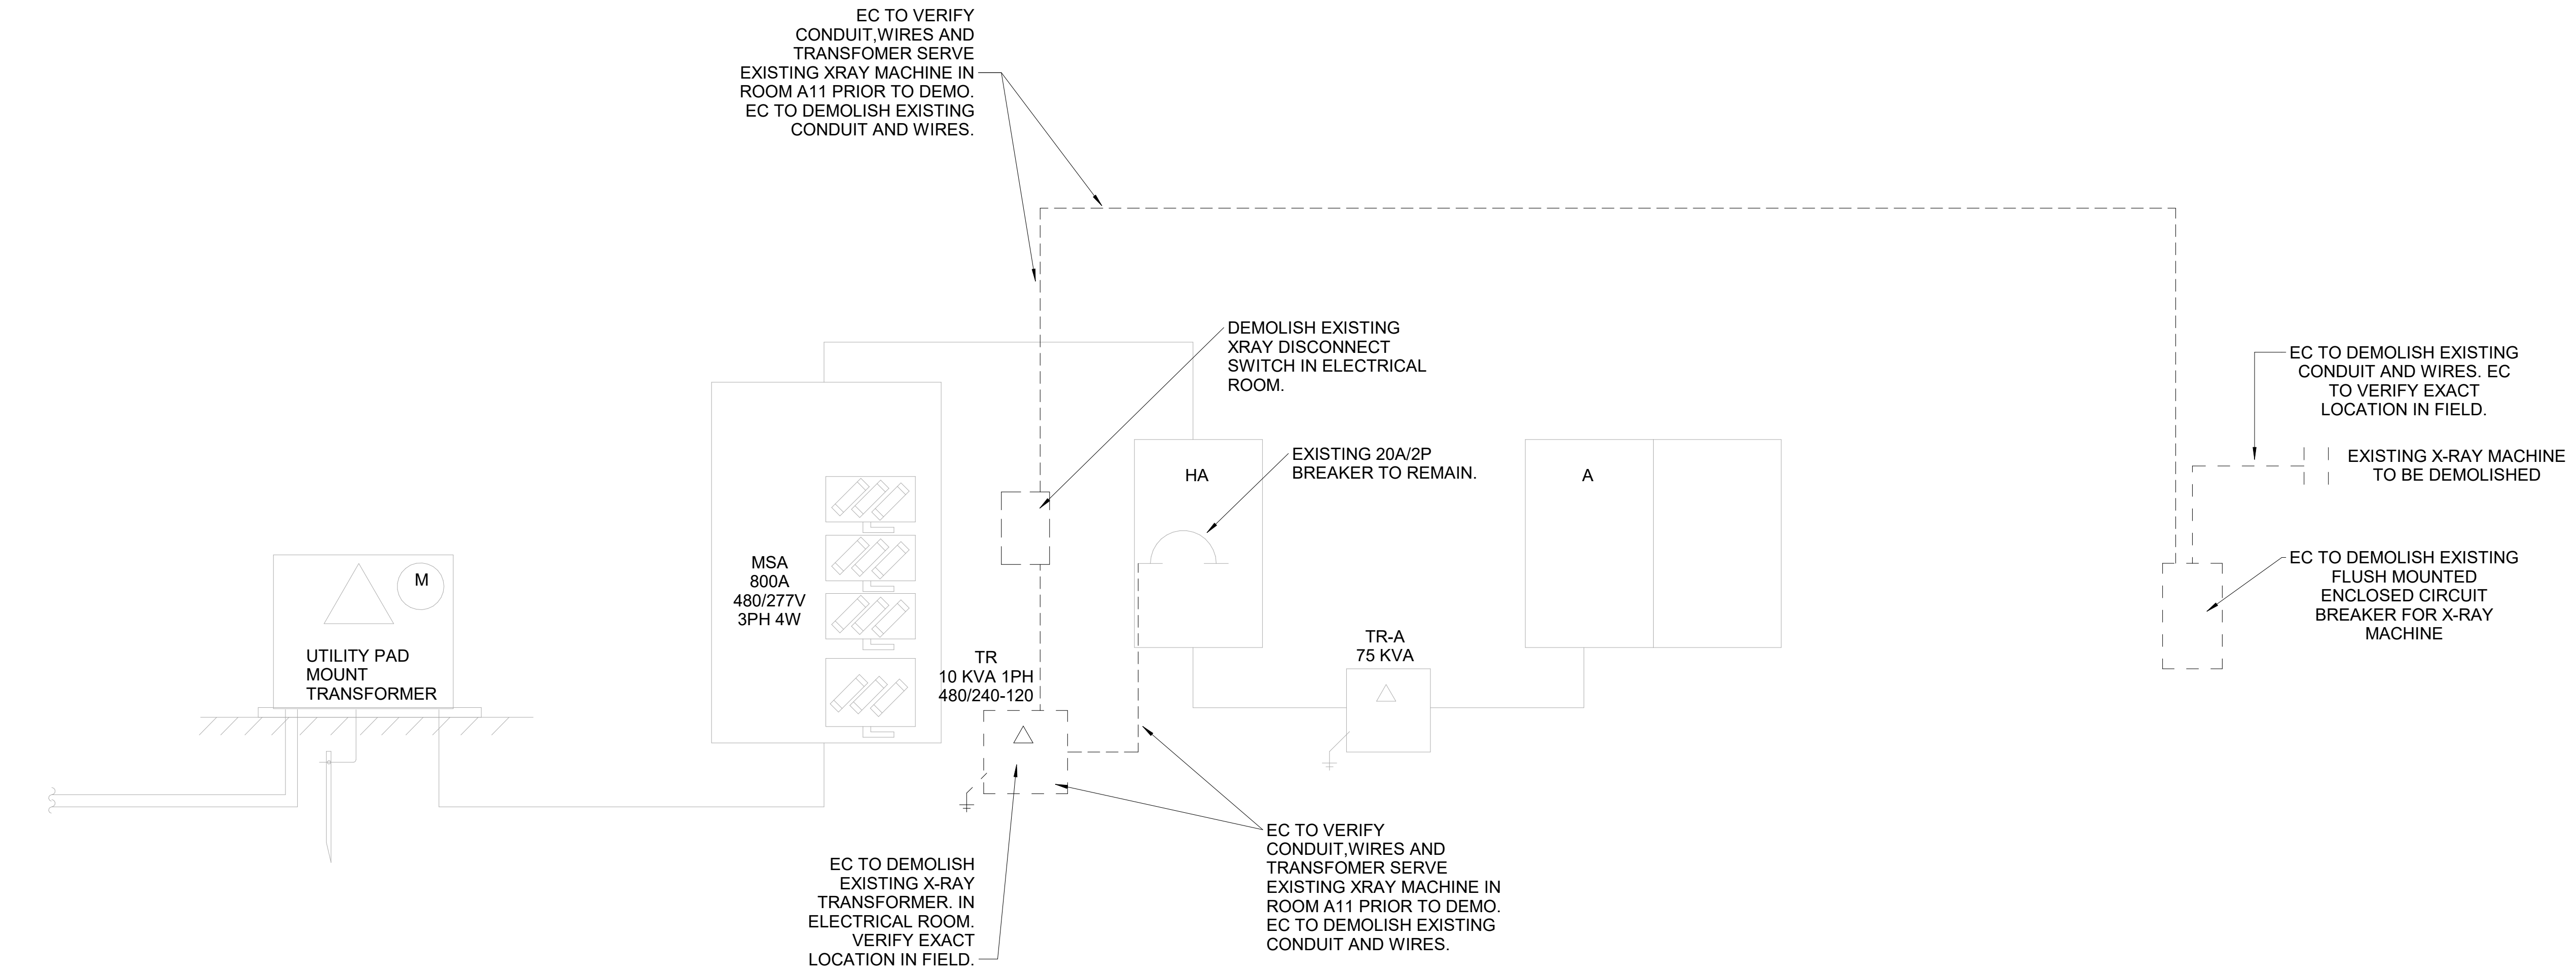 EC TO VERIFY
CONDUIT,WIRES AND
TRANSFOMER SERVE
EXISTING XRAY MACHINE IN
ROOM A11 PRIOR TO DEMO.
EC TO DEMOLISH EXISTING
CONDUIT AND WIRES.
DEMOLISH EXISTING
XRAY DISCONNECT
SWITCH IN ELECTRICAL
ROOM.
EC TO DEMOLISH EXISTING
CONDUIT AND WIRES. EC
TO VERIFY EXACT
LOCATION IN FIELD.
EXISTING 20A/2P
BREAKER TO REMAIN.
EXISTING X-RAY MACHINE
TO BE DEMOLISHED
HA
A
MSA
800A
480/277V
3PH 4W
M
UTILITY PAD
MOUNT
TRANSFORMER
EC TO DEMOLISH EXISTING
FLUSH MOUNTED
ENCLOSED CIRCUIT
BREAKER FOR X-RAY
MACHINE
TR
10 KVA 1PH
480/240-120
TR-A
75 KVA
EC TO DEMOLISH
EXISTING X-RAY
TRANSFORMER. IN
ELECTRICAL ROOM.
VERIFY EXACT
LOCATION IN FIELD.
EC TO VERIFY
CONDUIT,WIRES AND
TRANSFOMER SERVE
EXISTING XRAY MACHINE IN
ROOM A11 PRIOR TO DEMO.
EC TO DEMOLISH EXISTING
CONDUIT AND WIRES.